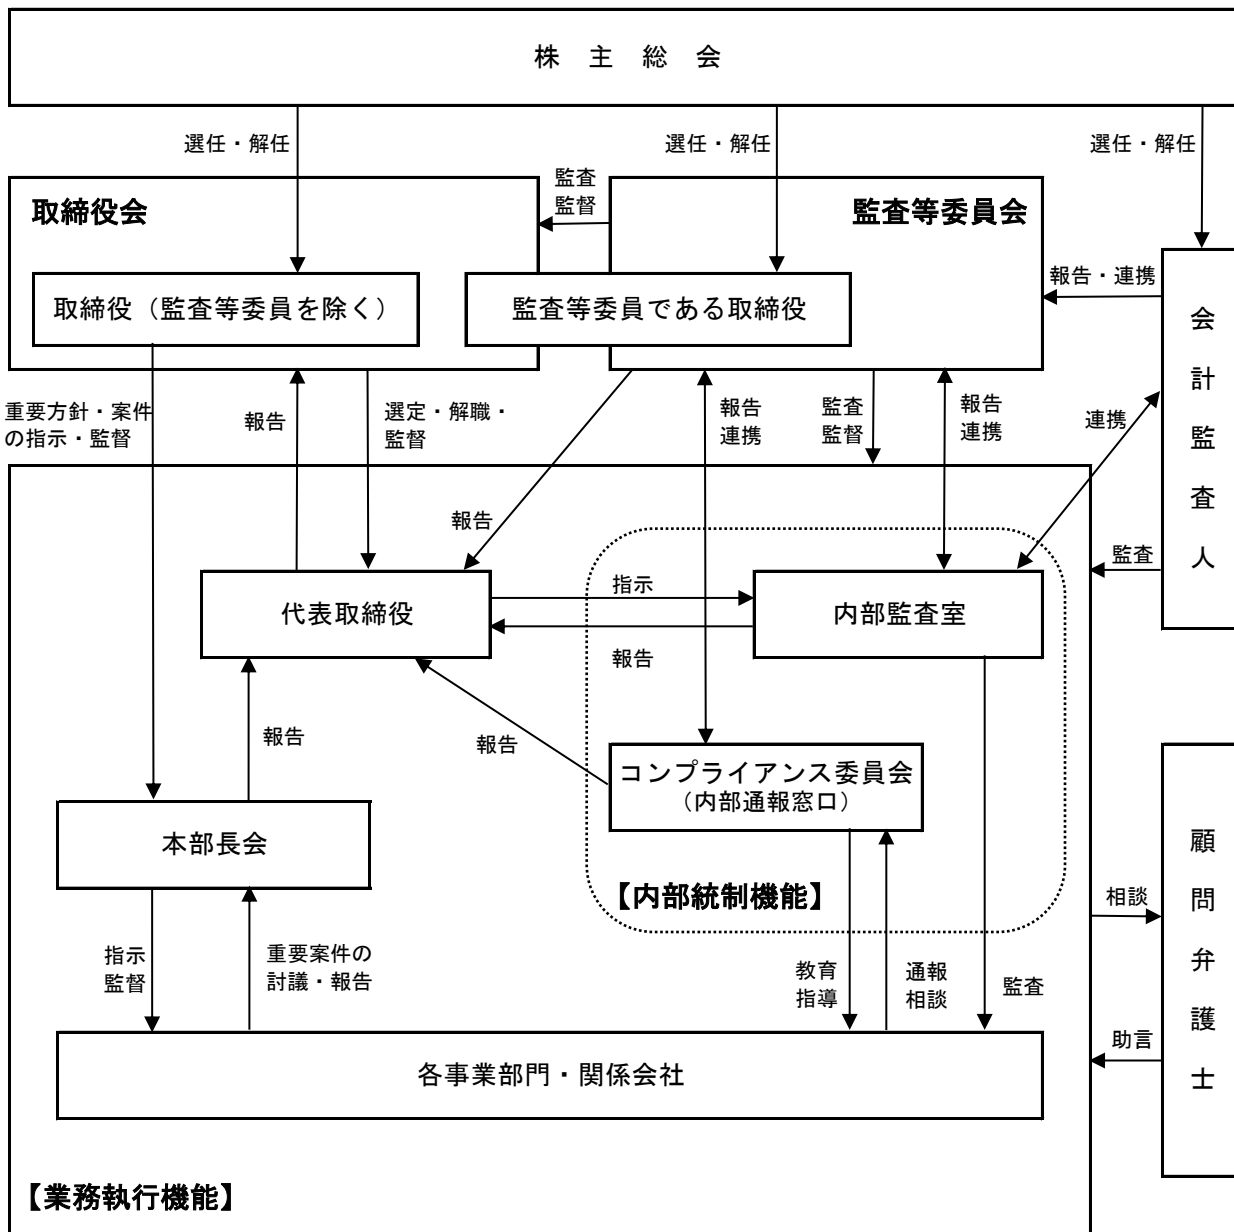 株主総会
選任・解任
選任・解任
選任・解任
監査
監督
取締役会
監査等委員会
取締役（監査等委員を除く）
監査等委員である取締役
報告・連携
会計監査人
重要方針・案件
の指示・監督
報告
選定・解職・
監督
報告
連携
監査
監督
報告
連携
連携
報告
監査
代表取締役
指示
内部監査室
報告
報告
報告
コンプライアンス委員会
（内部通報窓口）
本部長会
顧問弁護士
【内部統制機能】
相談
指示
監督
重要案件の
討議・報告
教育
指導
通報
相談
監査
助言
各事業部門・関係会社
【業務執行機能】